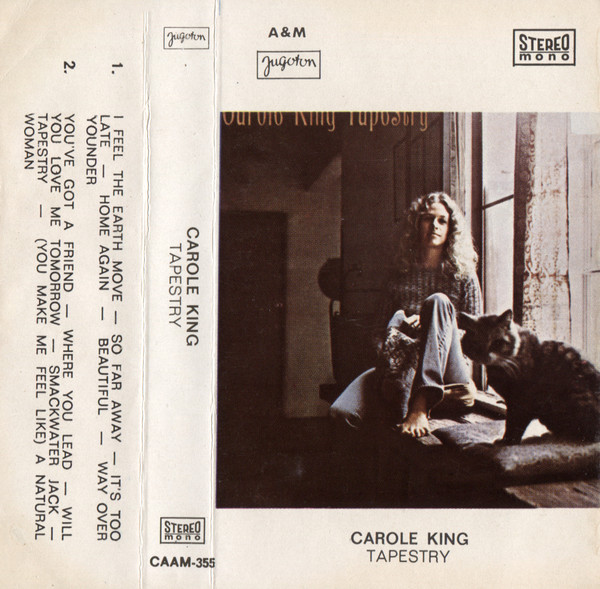 1.
I FEEL THE EARTH MOVE — SO FAR AWAY — IT'S TOO
LATE — HOME AGAIN — BEAUTIFUL — WAY OVER
YOUNDER
2.
YOU'VE GOT A FRIEND — WHERE YOU LEAD — WILL
YOU LOVE ME TOMORROW — SMACKWATER JACK —
TAPESTRY — (YOU MAKE ME FEEL LIKE) A NATURAL
WOMAN
Jugoton
CAROLE KING
TAPESTRY
STEREO
mono
CAAM-355
A&M
Jugoton
STEREO
mono
Carole King Tapestry
CAROLE KING
TAPESTRY